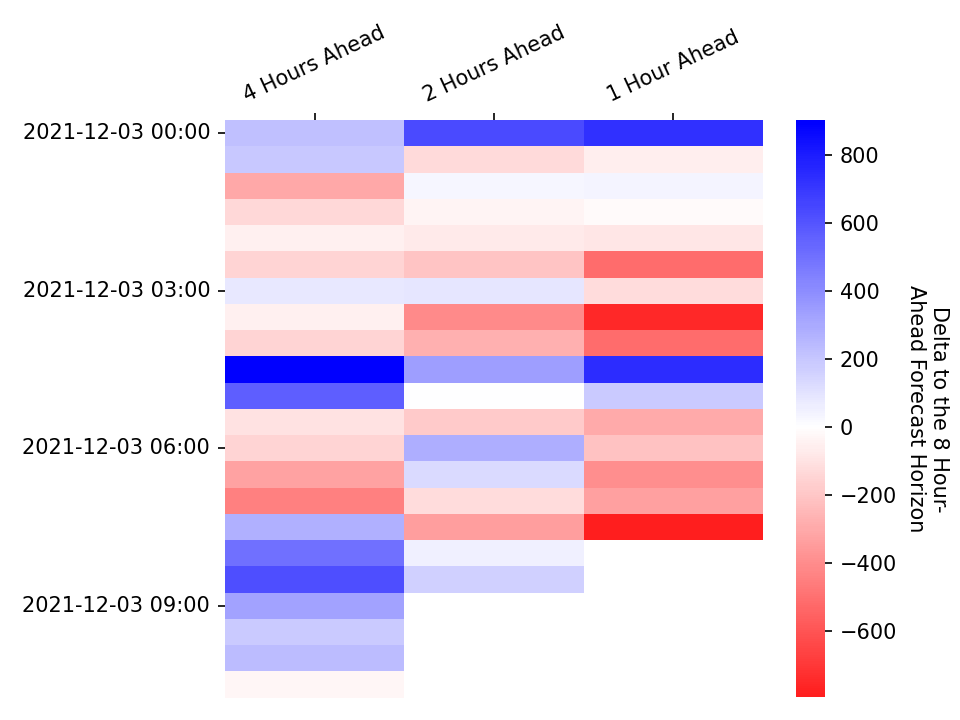 4 Hours Ahead
2 Hours Ahead
1 Hour Ahead
2021-12-03 00:00
2021-12-03 03:00
2021-12-03 06:00
2021-12-03 09:00
800
600
400
200
0
−200
−400
−600
Delta to the 8 Hour-
Ahead Forecast Horizon